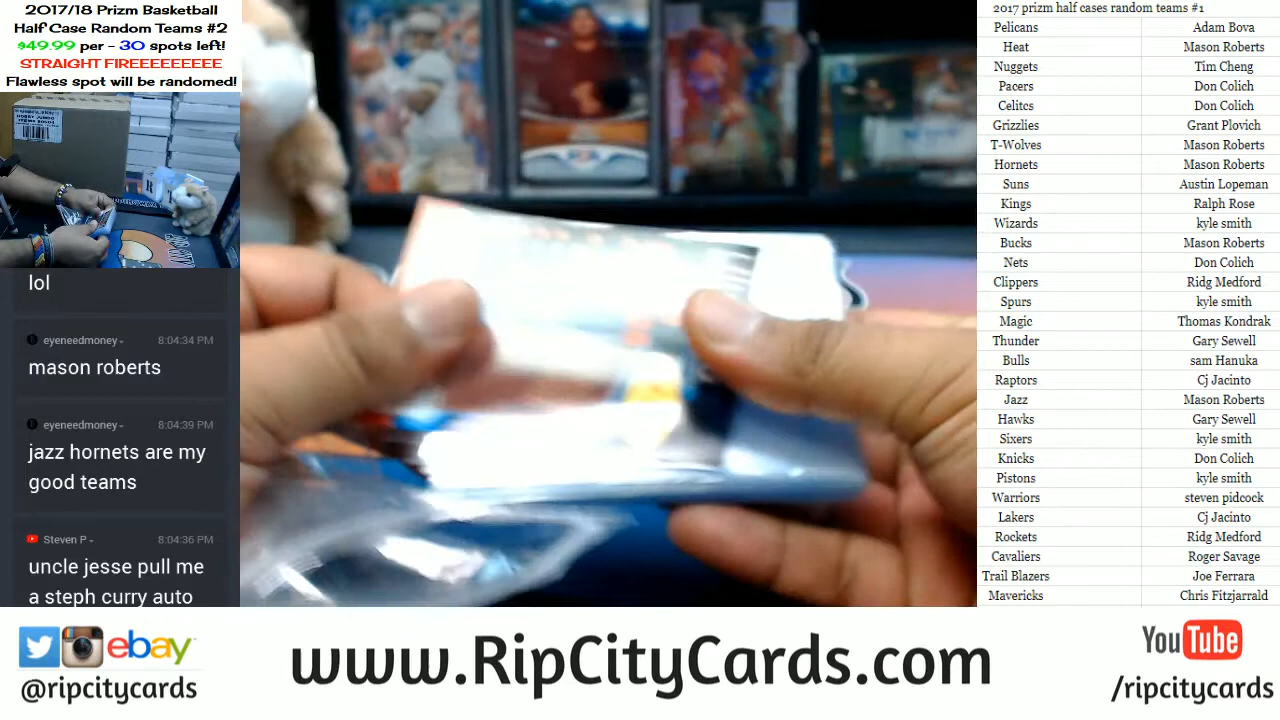 2017/18 Prizm Basketball
Half Case Random Teams #2
$49.99 per - 30 spots left!
STRAIGHT FIREEEEEEEEE
Flawless spot will be randomed!
lol
eyeneedmoney 8:04:34 PM
mason roberts
eyeneedmoney 8:04:39 PM
jazz hornets are my
good teams
Steven P 8:04:36 PM
uncle jesse pull me
a steph curry auto
2017 prizm half cases random teams #1
Pelicans Adam Bova
Heat Mason Roberts
Nuggets Tim Cheng
Pacers Don Colich
Celitcs Don Colich
Grizzlies Grant Plovich
T-Wolves Mason Roberts
Hornets Mason Roberts
Suns Austin Lopeman
Kings Ralph Rose
Wizards kyle smith
Bucks Mason Roberts
Nets Don Colich
Clippers Ridg Medford
Spurs kyle smith
Magic Thomas Kondrak
Thunder Gary Sewell
Bulls sam Hanuka
Raptors Cj Jacinto
Jazz Mason Roberts
Hawks Gary Sewell
Sixers kyle smith
Knicks Don Colich
Pistons kyle smith
Warriors steven pidcock
Lakers Cj Jacinto
Rockets Ridg Medford
Cavaliers Roger Savage
Trail Blazers Joe Ferrara
Mavericks Chris Fitzjarrald
ebay
@ripcitycards
www.RipCityCards.com
YouTube
/ripcitycards